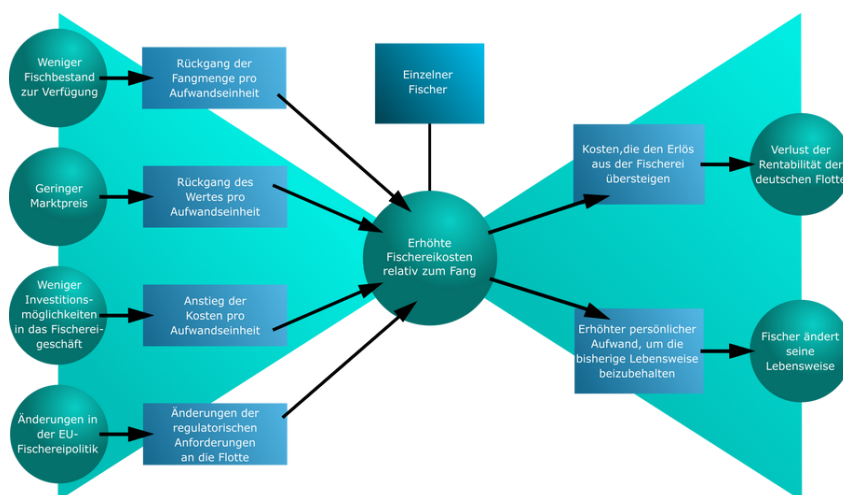 Weniger
Fischbestand
zur Verfügung
Rückgang der
Fangmenge pro
Aufwandseinheit
Einzelner
Fischer
Geringer
Marktpreis
Rückgang des
Wertes pro
Aufwandseinheit
Weniger
Investitions-
möglichkeiten
in das Fischerei-
geschäft
Anstieg der
Kosten pro
Aufwandseinheit
Änderungen in
der EU-
Fischereipolitik
Änderungen der
regulatorischen
Anforderungen
an die Flotte
Erhöhte
Fischereikosten
relativ zum Fang
Kosten,die den Erlös
aus der Fischerei
übersteigen
Verlust der
Rentabilität der
deutschen Flotte
Erhöhter persönlicher
Aufwand, um die
bisherige Lebensweise
beizubehalten
Fischer ändert
seine
Lebensweise